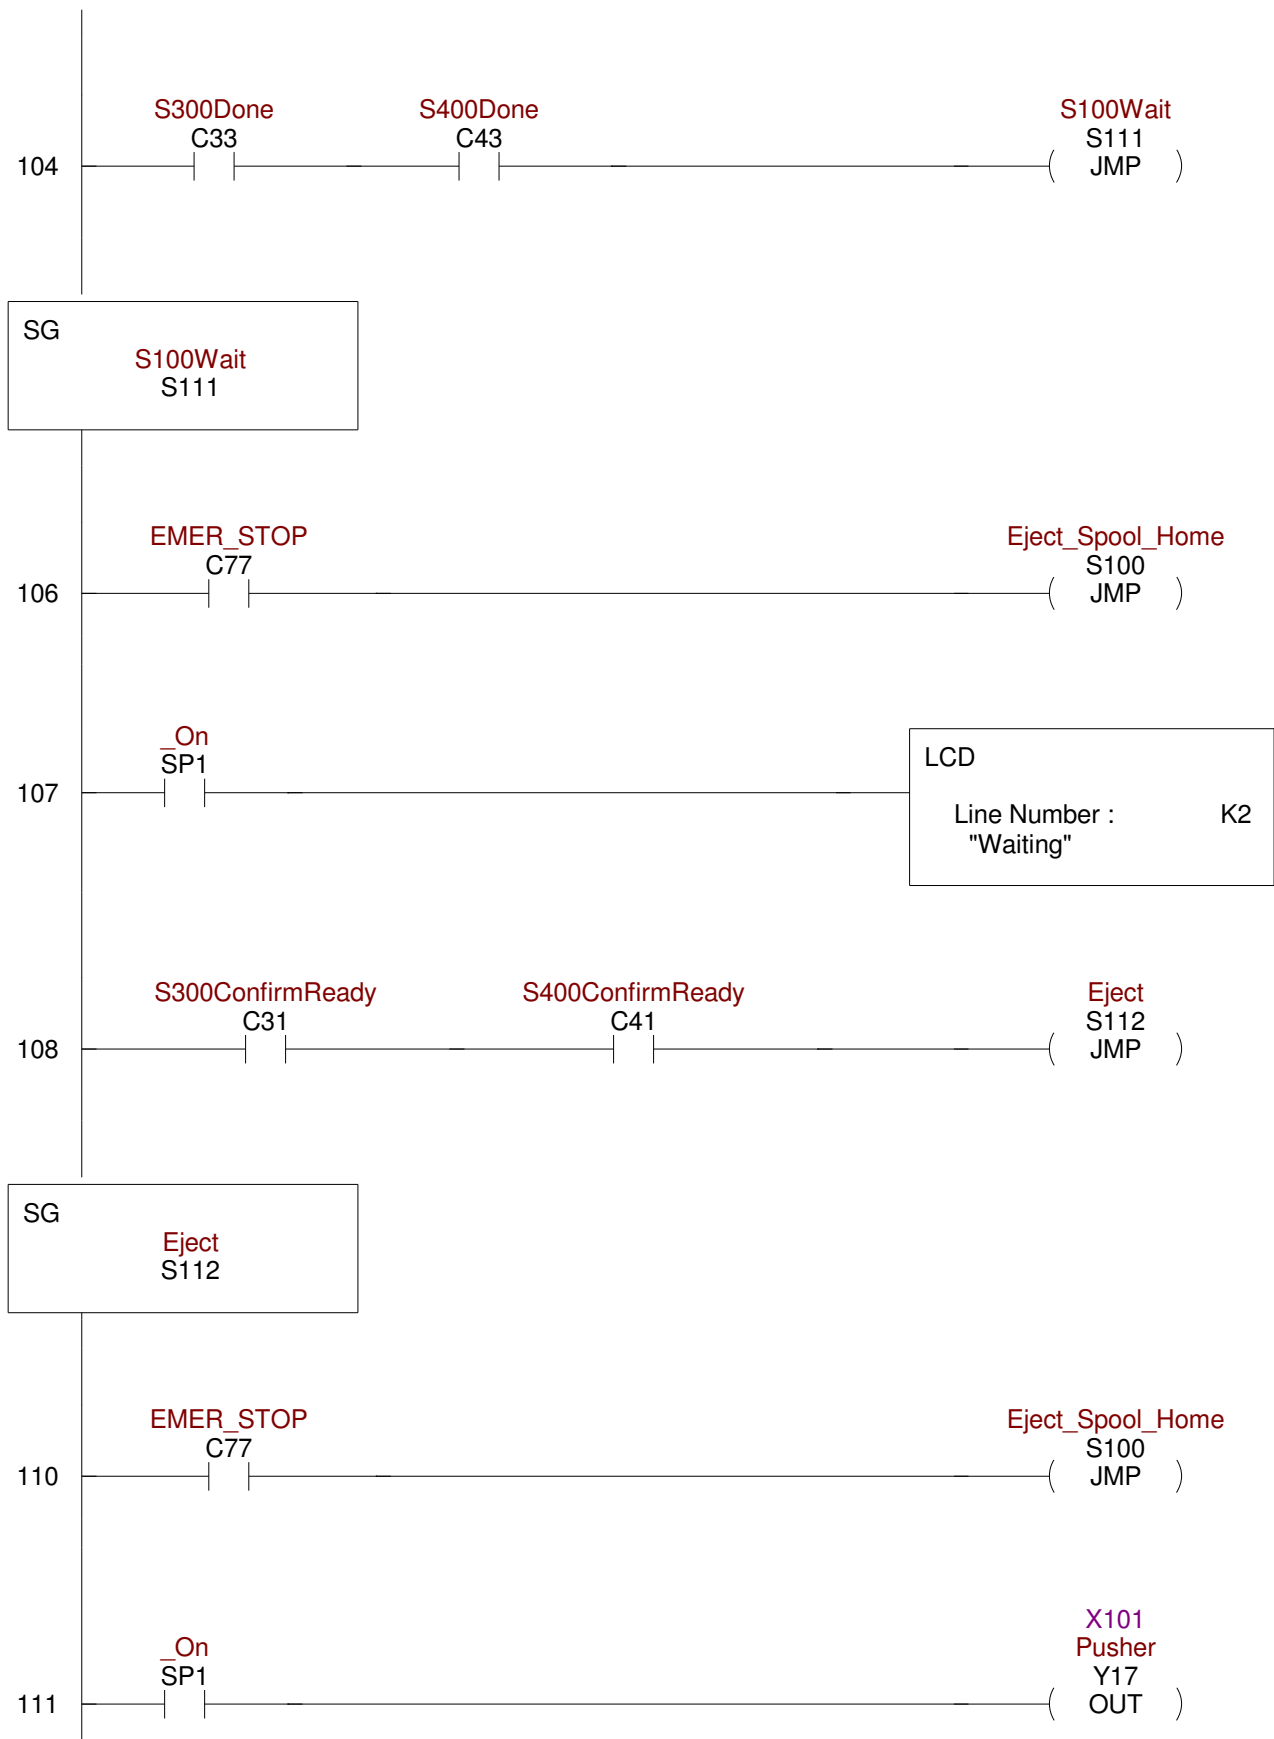 S300Done S400Done S100Wait
C33 C43 S111
104 JMP
SG
S100Wait
S111
EMER_STOP Eject_Spool_Home
C77 S100
106 JMP
_On
SP1
LCD
107
Line Number : K2
"Waiting"
S300ConfirmReady S400ConfirmReady Eject
C31 C41 S112
108 JMP
SG
Eject
S112
EMER_STOP Eject_Spool_Home
C77 S100
110 JMP
X101
_On Pusher
SP1 Y17
111 OUT